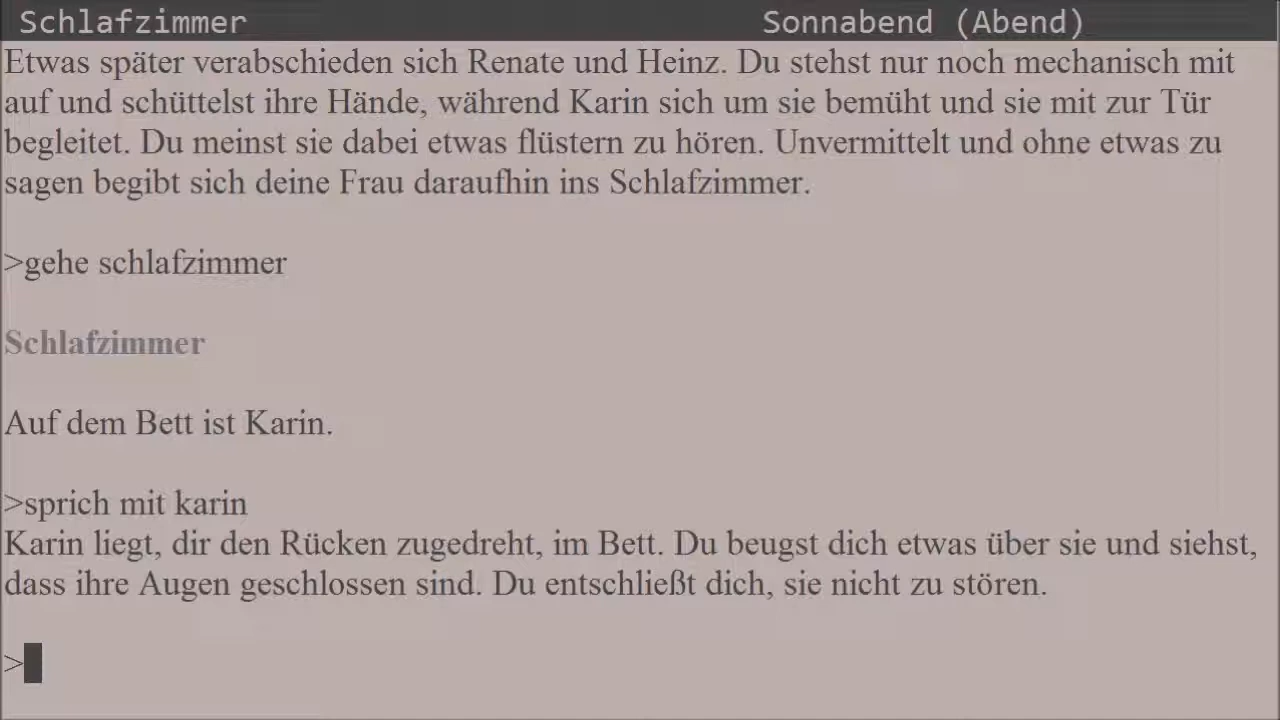 Schlafzimmer Sonnabend (Abend)
Etwas später verabschieden sich Renate und Heinz. Du stehst nur noch mechanisch mit
auf und schüttelst ihre Hände, während Karin sich um sie bemüht und sie mit zur Tür
begleitet. Du meinst sie dabei etwas flüstern zu hören. Unvermittelt und ohne etwas zu
sagen begibt sich deine Frau daraufhin ins Schlafzimmer.
>gehe schlafzimmer
Schlafzimmer
Auf dem Bett ist Karin.
>sprich mit karin
Karin liegt, dir den Rücken zugedreht, im Bett. Du beugst dich etwas über sie und siehst,
dass ihre Augen geschlossen sind. Du entschließt dich, sie nicht zu stören.
>